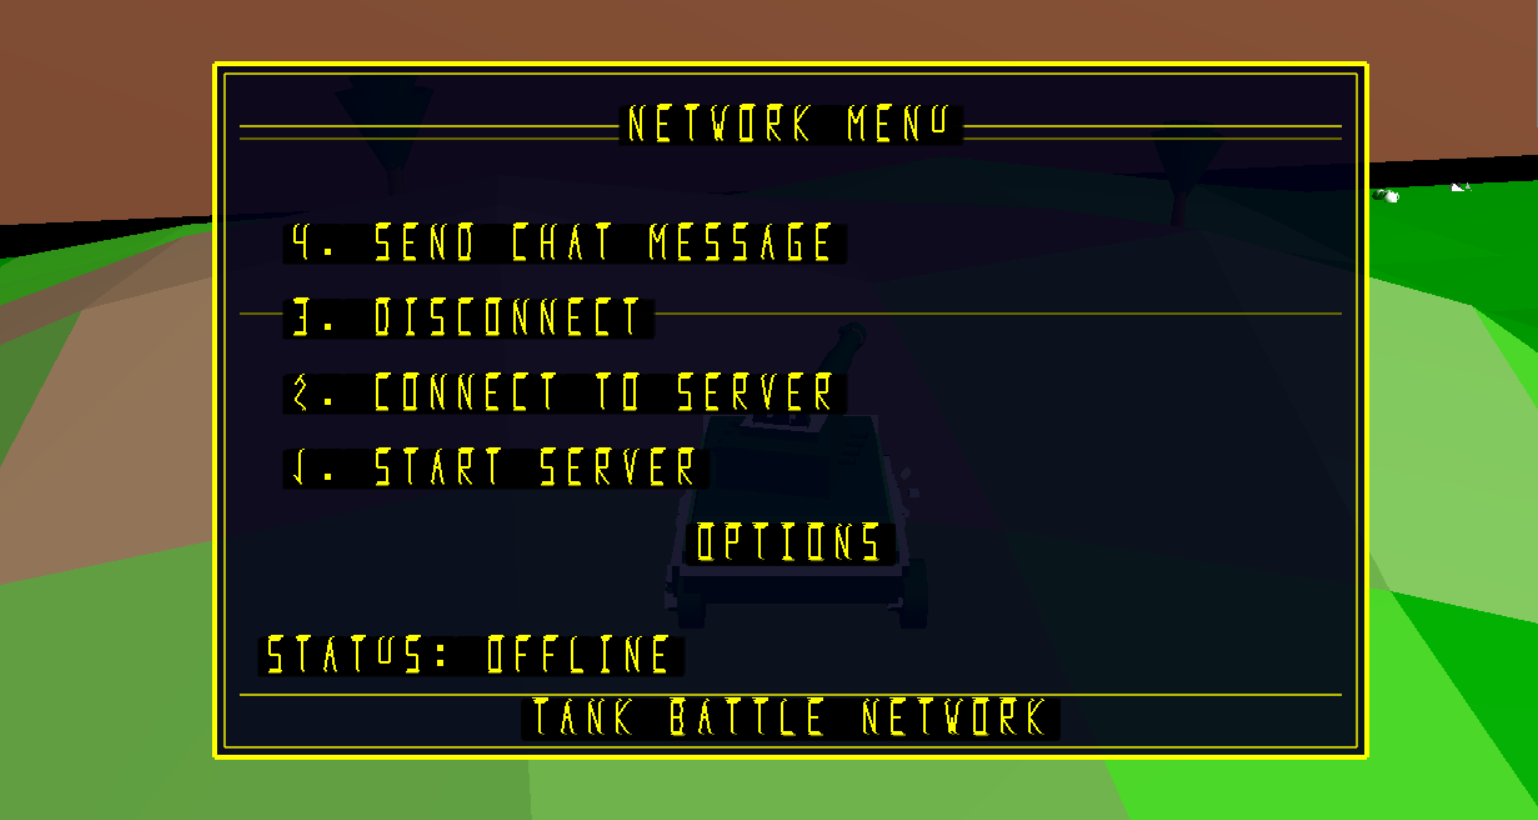 NETWORK MENU
4. SEND CHAT MESSAGE
3. DISCONNECT
2. CONNECT TO SERVER
1. START SERVER
OPTIONS
STATUS: OFFLINE
TANK BATTLE NETWORK